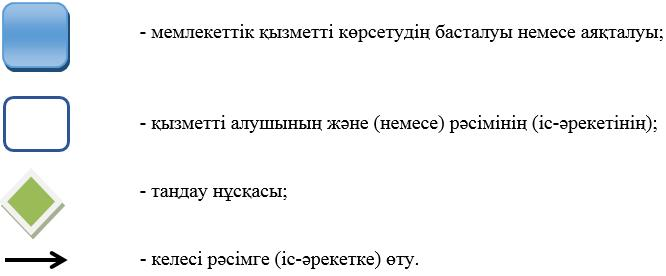 - мемлекеттік қызметті көрсетудің басталуы немесе аяқталуы;
- қызметті алушының және (немесе) рәсімінің (іс-әрекетінің);
- тандау нұсқасы;
- келесі рәсімге (іс-әрекетке) өту.